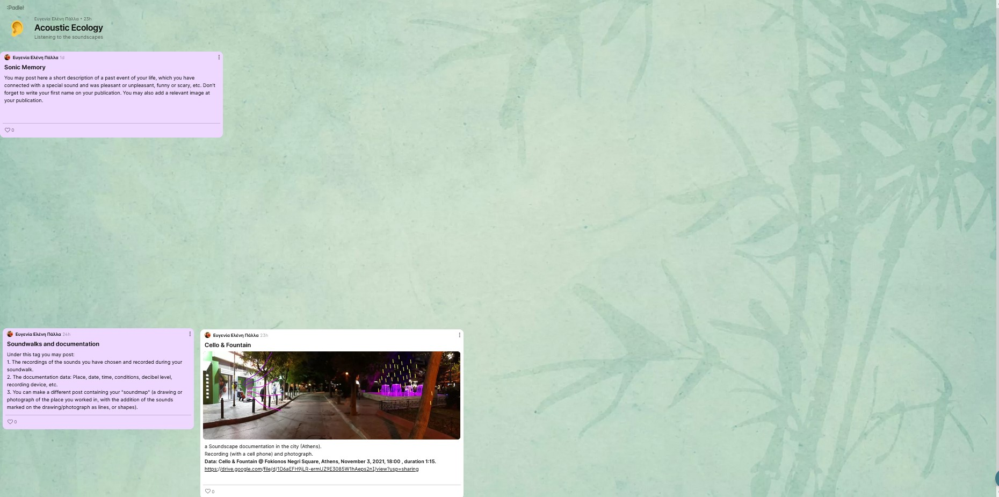 :Padlet
Ευγενία Ελένη Πάλλα • 23h
Acoustic Ecology
Listening to the soundscapes
Ευγενία Ελένη Πάλλα 1d
Sonic Memory
You may post here a short description of a past event of your life, which you have
connected with a special sound and was pleasant or unpleasant, funny or scary, etc. Don't
forget to write your first name on your publication. You may also add a relevant image at
your publication.
0
Ευγενία Ελένη Πάλλα 24h
Soundwalks and documentation
Under this tag you may post:
1. The recordings of the sounds you have chosen and recorded during your
soundwalk.
2. The documentation data: Place, date, time, conditions, decibel level,
recording device, etc.
3. You can make a different post containing your "soundmap" (a drawing or
photograph of the place you worked in, with the addition of the sounds
marked on the drawing/photograph as lines, or shapes).
0
Ευγενία Ελένη Πάλλα 23h
Cello & Fountain
a Soundscape documentation in the city (Athens).
Recording (with a cell phone) and photograph.
Data: Cello & Fountain @ Fokionos Negri Square, Athens, November 3, 2021, 18:00 , duration 1:15.
https://drive.google.com/file/d/1D6aEFH9jLR-ermUZ9E3085W1hAeps2nI/view?usp=sharing
0